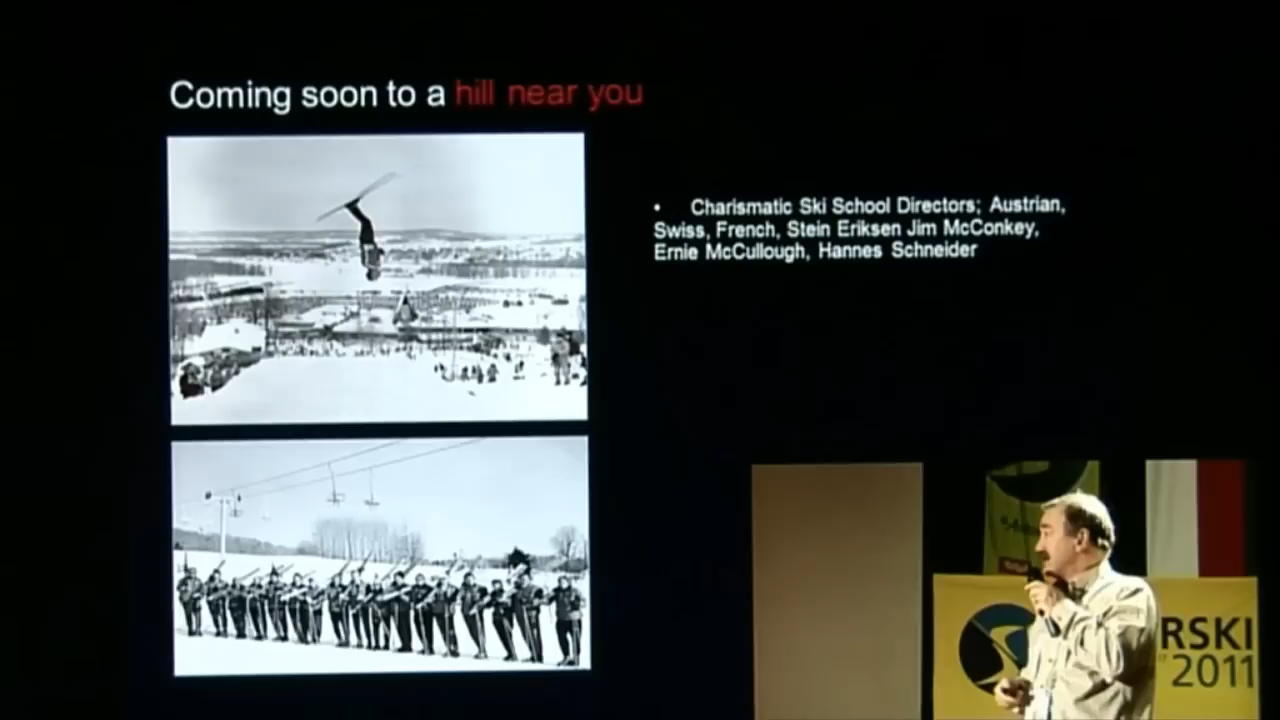 Coming soon to a hill near you
• Charismatic Ski School Directors; Austrian,
Swiss, French, Stein Eriksen Jim McConkey,
Ernie McCullough, Hannes Schneider
RSKI
2011